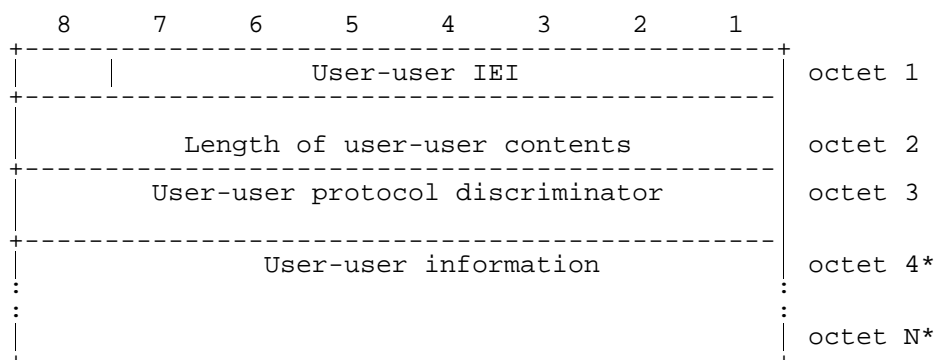 8 7 6 5 4 3 2 1
User-user IEI octet 1
Length of user-user contents octet 2
User-user protocol discriminator octet 3
User-user information octet 4*
: :
: :
octet N*